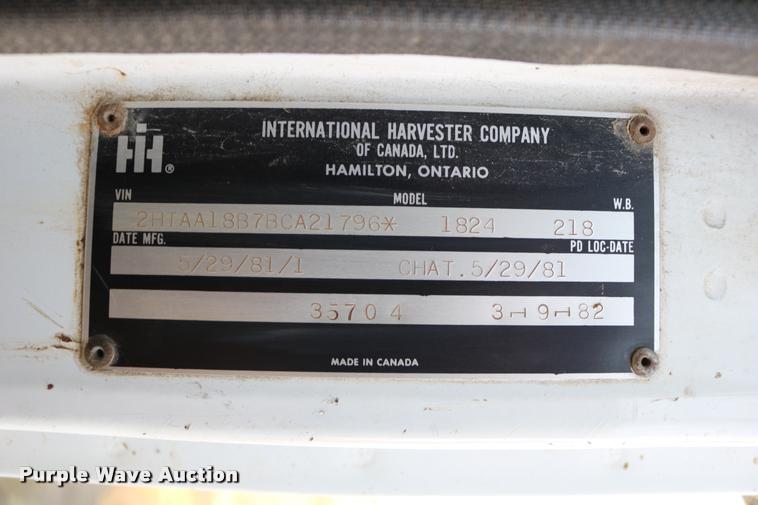 INTERNATIONAL HARVESTER COMPANY
OF CANADA, LTD.
HAMILTON, ONTARIO
IH ®
VIN MODEL W.B.
2HTAA18B7BCA21796* 1824 218
DATE MFG. PD LOC-DATE
5/29/81/1 CHAT.5/29/81
35704 3-9-82
MADE IN CANADA
Purple Wave Auction